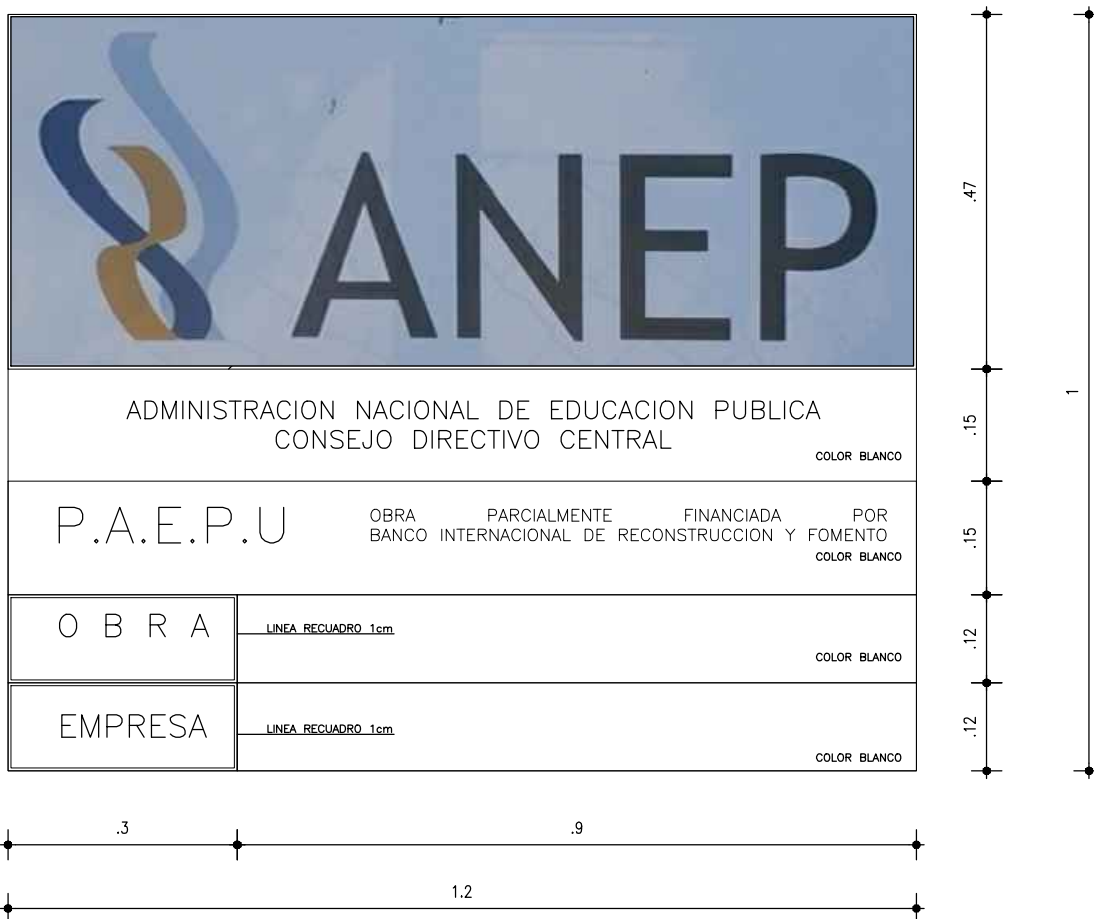 ANEP
.47
1
ADMINISTRACION NACIONAL DE EDUCACION PUBLICA
CONSEJO DIRECTIVO CENTRAL
COLOR BLANCO
.15
P.A.E.P.U
OBRA PARCIALMENTE FINANCIADA POR
BANCO INTERNACIONAL DE RECONSTRUCCION Y FOMENTO
COLOR BLANCO
.15
O B R A
LINEA RECUADRO 1cm
COLOR BLANCO
.12
EMPRESA
LINEA RECUADRO 1cm
COLOR BLANCO
.12
.3
.9
1.2